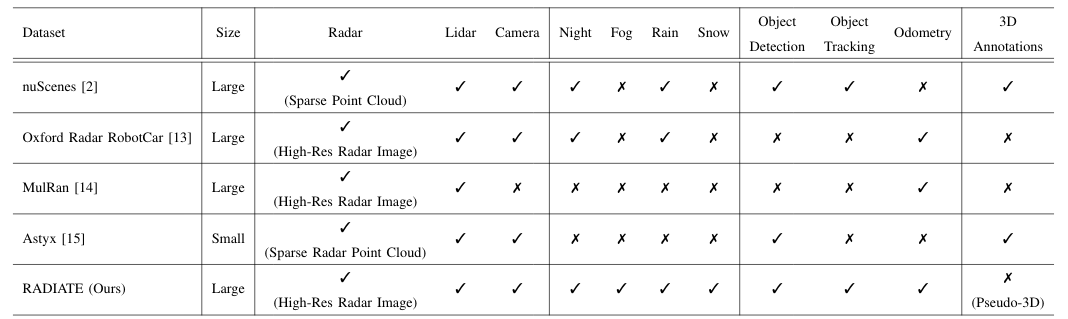 Dataset Size Radar Lidar Camera Night Fog Rain Snow Object Detection Object Tracking Odometry 3D Annotations
nuScenes [2] Large ✓ (Sparse Point Cloud) ✓ ✓ ✓ ✗ ✓ ✗ ✓ ✓ ✗ ✓
Oxford Radar RobotCar [13] Large ✓ (High-Res Radar Image) ✓ ✓ ✓ ✗ ✓ ✗ ✗ ✗ ✓ ✗
MulRan [14] Large ✓ (High-Res Radar Image) ✓ ✗ ✗ ✗ ✗ ✗ ✗ ✗ ✓ ✗
Astyx [15] Small ✓ (Sparse Radar Point Cloud) ✓ ✓ ✗ ✗ ✗ ✗ ✓ ✗ ✗ ✓
RADIATE (Ours) Large ✓ (High-Res Radar Image) ✓ ✓ ✓ ✓ ✓ ✓ ✓ ✓ ✓ ✗ (Pseudo-3D)